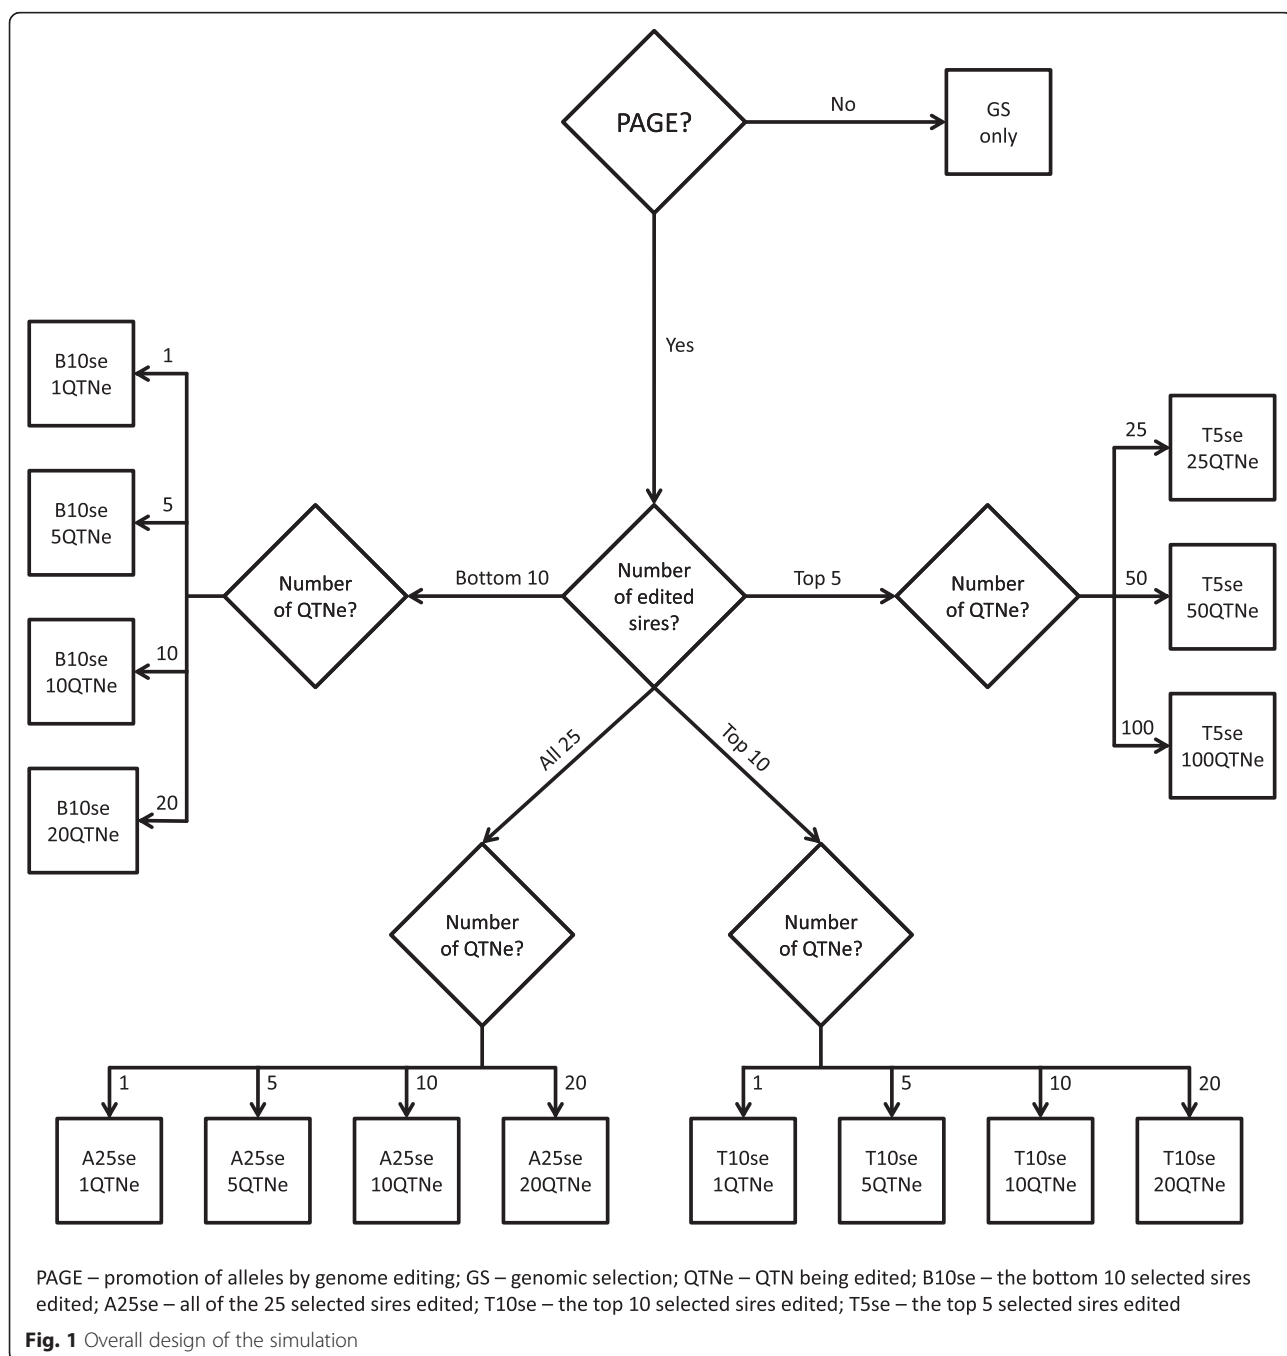 PAGE?
No
GS
only
Yes
B10se
1QTNe
1
B10se
5QTNe
5
B10se
10QTNe
10
B10se
20QTNe
20
Number
of QTNe?
Bottom 10
Number
of edited
sires?
Top 5
Number
of QTNe?
25
T5se
25QTNe
50
T5se
50QTNe
100
T5se
100QTNe
All 25
Top 10
Number
of QTNe?
Number
of QTNe?
1
5
10
20
1
5
10
20
A25se
1QTNe
A25se
5QTNe
A25se
10QTNe
A25se
20QTNe
T10se
1QTNe
T10se
5QTNe
T10se
10QTNe
T10se
20QTNe
PAGE – promotion of alleles by genome editing; GS – genomic selection; QTNe – QTN being edited; B10se – the bottom 10 selected sires
edited; A25se – all of the 25 selected sires edited; T10se – the top 10 selected sires edited; T5se – the top 5 selected sires edited
Fig. 1 Overall design of the simulation